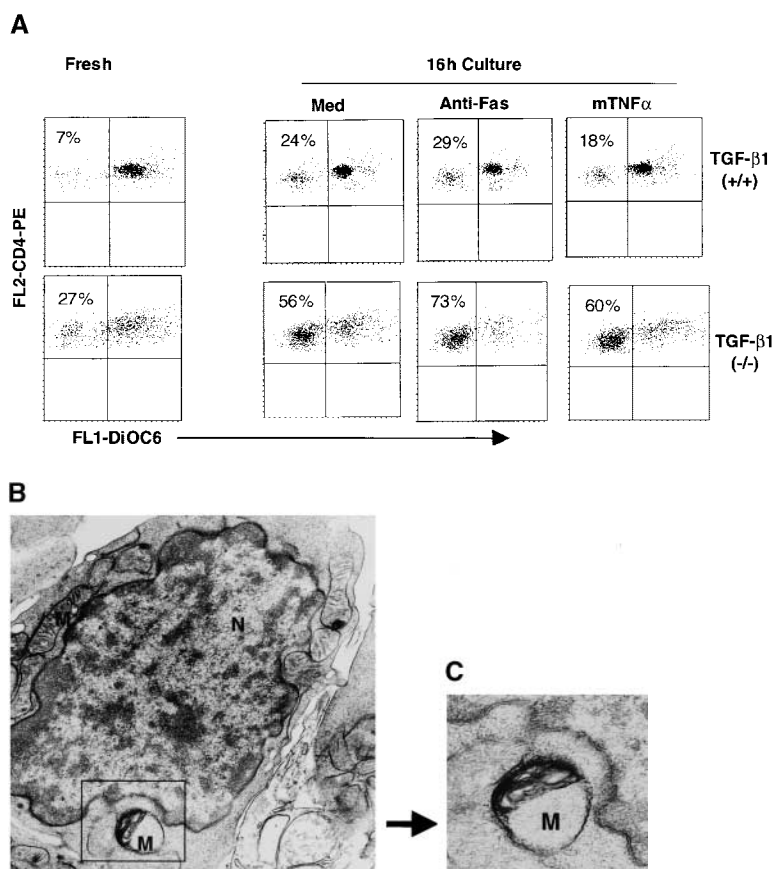 A
Fresh
16h Culture
Med
Anti-Fas
mTNFα
7%
24%
29%
18%
TGF-β1
(+/+)
FL2-CD4-PE
27%
56%
73%
60%
TGF-β1
(-/-)
FL1-DiOC6
B
M
N
M
C
M